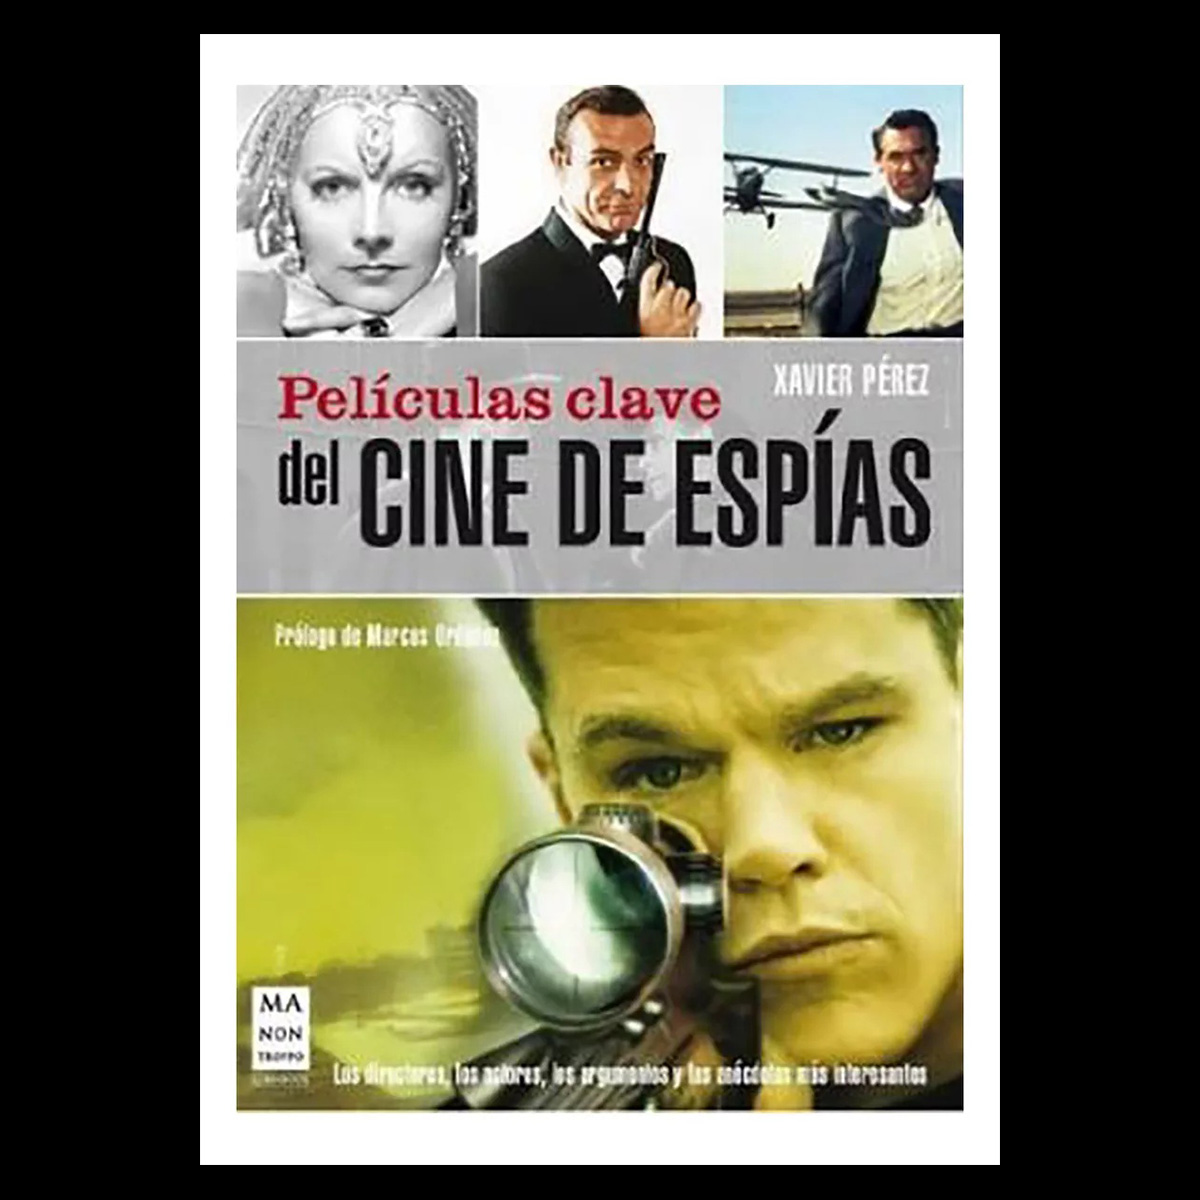 XAVIER PÉREZ
Películas clave
del CINE DE ESPÍAS
Prólogo de Marcos Ordóñez
MA
NON
TROPPO
Los directores, los actores, los argumentos y las anécdotas más interesantes